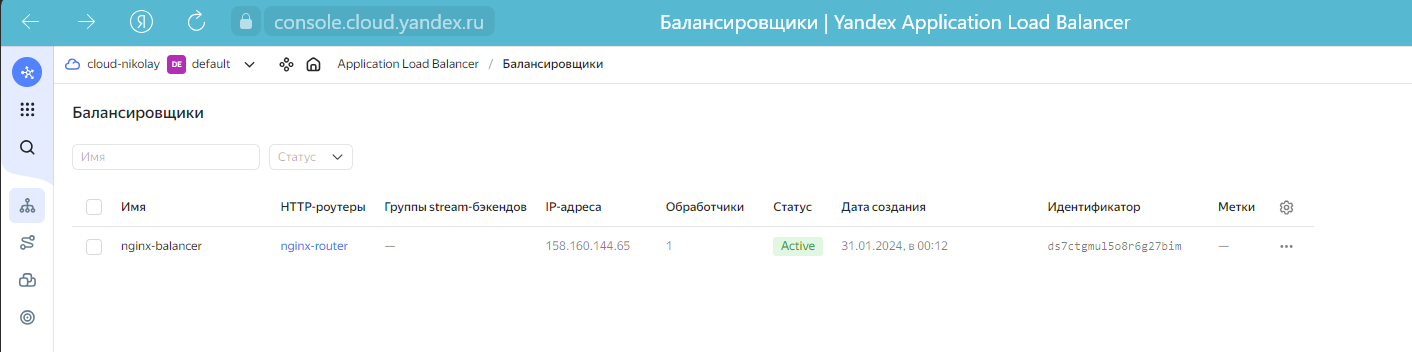 console.cloud.yandex.ru Балансировщики | Yandex Application Load Balancer
cloud-nikolay DE default Application Load Balancer / Балансировщики
Балансировщики
Имя Статус
Имя HTTP-роутеры Группы stream-бэкендов IP-адреса Обработчики Статус Дата создания Идентификатор Метки
nginx-balancer nginx-router — 158.160.144.65 1 Active 31.01.2024, в 00:12 ds7ctgmul5o8r6g27bim —